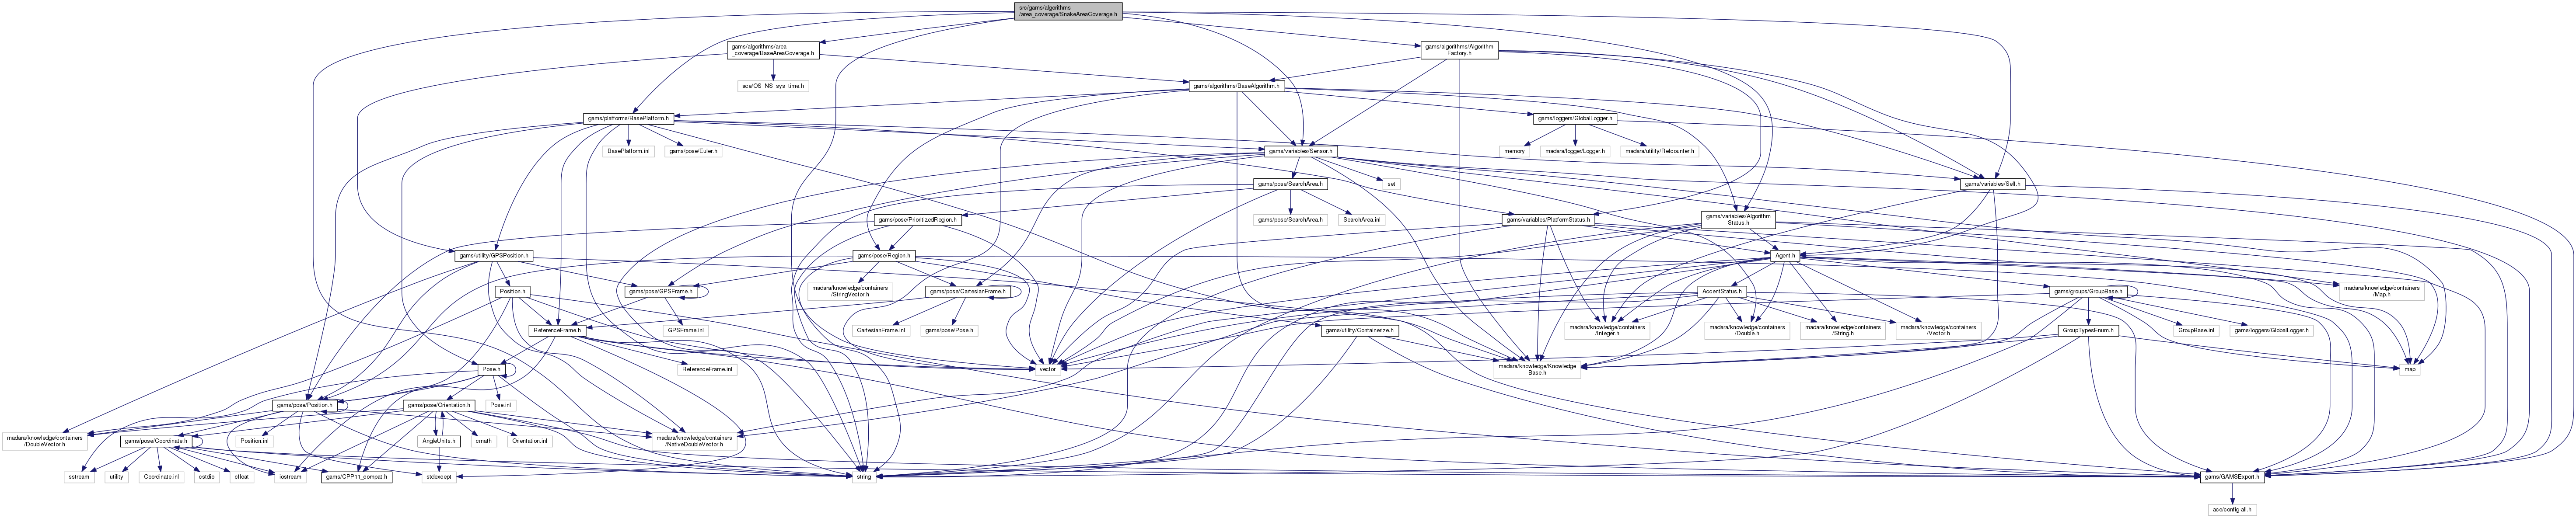 src/gams/algorithms
/area_coverage/SnakeAreaCoverage.h
gams/algorithms/area
_coverage/BaseAreaCoverage.h
gams/algorithms/Algorithm
Factory.h
ace/OS_NS_sys_time.h
gams/algorithms/BaseAlgorithm.h
gams/platforms/BasePlatform.h
gams/loggers/GlobalLogger.h
BasePlatform.inl
gams/pose/Euler.h
gams/variables/Sensor.h
memory
madara/logger/Logger.h
madara/utility/Refcounter.h
gams/pose/SearchArea.h
set
gams/variables/Self.h
gams/pose/PrioritizedRegion.h
gams/pose/SearchArea.h
SearchArea.inl
gams/variables/PlatformStatus.h
gams/variables/Algorithm
Status.h
gams/utility/GPSPosition.h
gams/pose/Region.h
Agent.h
Position.h
gams/pose/GPSFrame.h
madara/knowledge/containers
/StringVector.h
gams/pose/CartesianFrame.h
AccentStatus.h
gams/groups/GroupBase.h
madara/knowledge/containers
/Map.h
ReferenceFrame.h
GPSFrame.inl
CartesianFrame.inl
gams/pose/Pose.h
gams/utility/Containerize.h
madara/knowledge/containers
/Integer.h
madara/knowledge/containers
/Double.h
madara/knowledge/containers
/String.h
madara/knowledge/containers
/Vector.h
GroupTypesEnum.h
GroupBase.inl
gams/loggers/GlobalLogger.h
Pose.h
ReferenceFrame.inl
vector
madara/knowledge/Knowledge
Base.h
map
gams/pose/Position.h
Pose.inl
gams/pose/Orientation.h
madara/knowledge/containers
/DoubleVector.h
gams/pose/Coordinate.h
Position.inl
AngleUnits.h
cmath
Orientation.inl
madara/knowledge/containers
/NativeDoubleVector.h
sstream
utility
Coordinate.inl
cstdio
cfloat
iostream
gams/CPP11_compat.h
stdexcept
string
gams/GAMSExport.h
ace/config-all.h